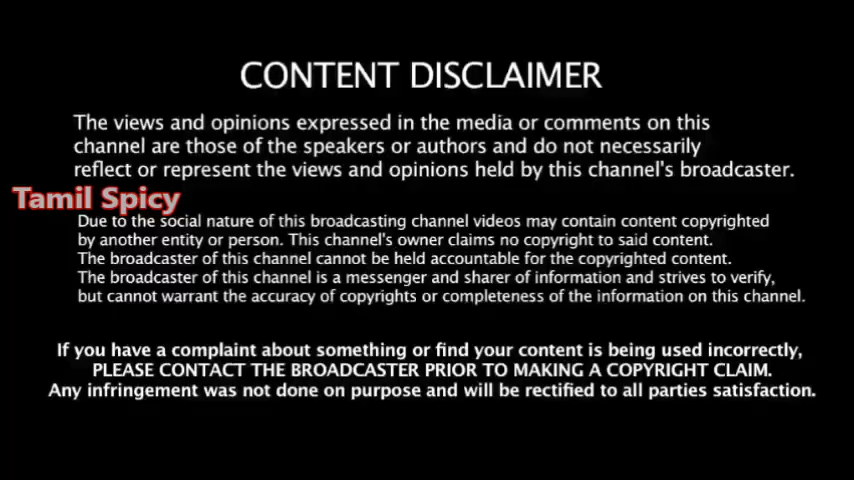 CONTENT DISCLAIMER
The views and opinions expressed in the media or comments on this
channel are those of the speakers or authors and do not necessarily
reflect or represent the views and opinions held by this channel's broadcaster.
Tamil Spicy
Due to the social nature of this broadcasting channel videos may contain content copyrighted
by another entity or person. This channel's owner claims no copyright to said content.
The broadcaster of this channel cannot be held accountable for the copyrighted content.
The broadcaster of this channel is a messenger and sharer of information and strives to verify,
but cannot warrant the accuracy of copyrights or completeness of the information on this channel.
If you have a complaint about something or find your content is being used incorrectly,
PLEASE CONTACT THE BROADCASTER PRIOR TO MAKING A COPYRIGHT CLAIM.
Any infringement was not done on purpose and will be rectified to all parties satisfaction.